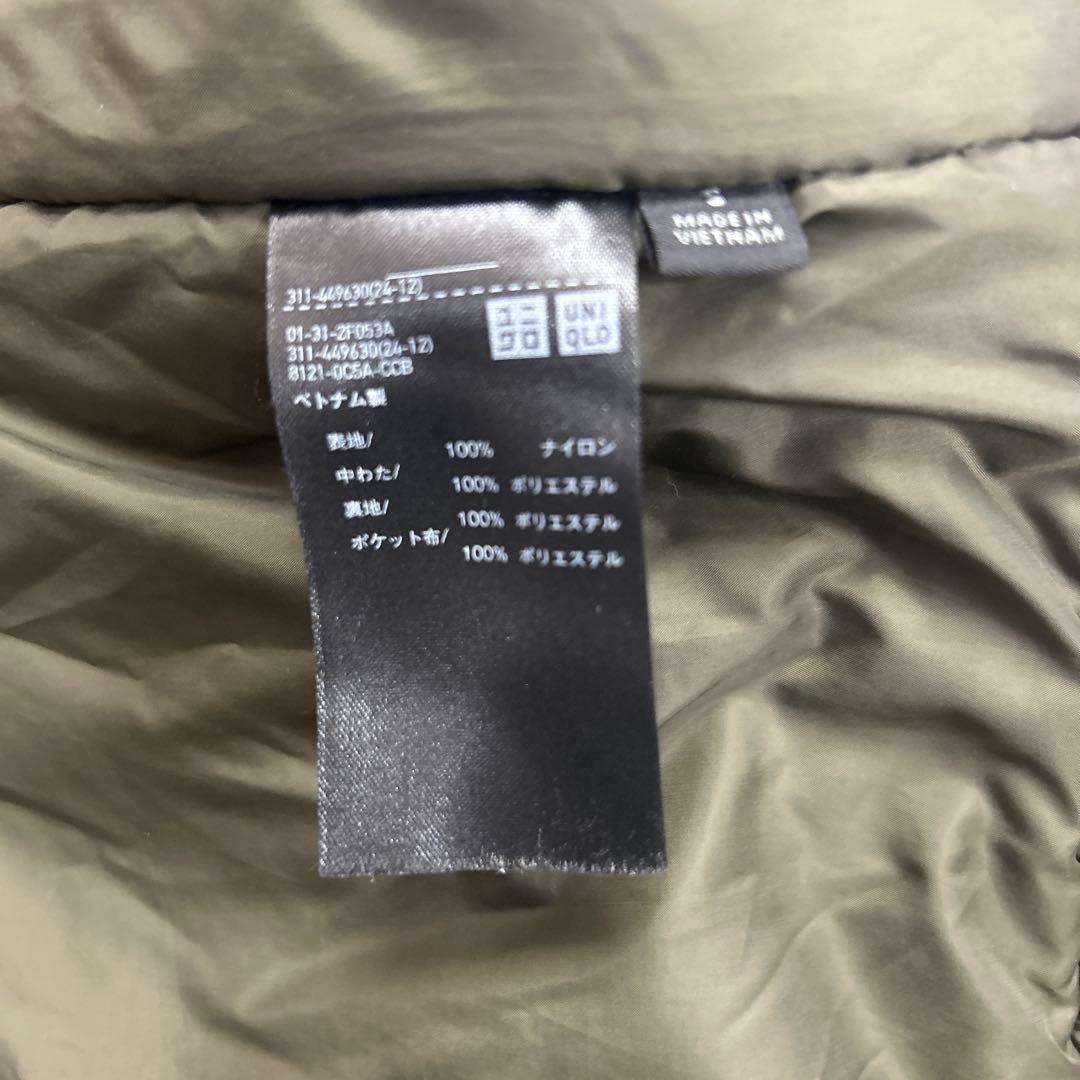 S
MADE IN
VIETNAM
311-449630(24-12)
ユニ
クロ
UNI
QLO
01-31-2F053A
311-449630(24-12)
8121-0C5A-CCB
ベトナム製
表地/ 100% ナイロン
中わた/ 100% ポリエステル
裏地/ 100% ポリエステル
ポケット布/ 100% ポリエステル